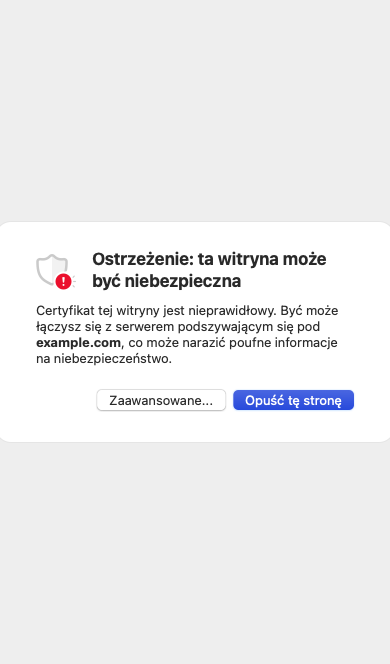 Ostrzeżenie: ta witryna może
być niebezpieczna
Certyfikat tej witryny jest nieprawidłowy. Być może
łączysz się z serwerem podszywającym się pod
example.com, co może narazić poufne informacje
na niebezpieczeństwo.
Zaawansowane...
Opuść tę stronę